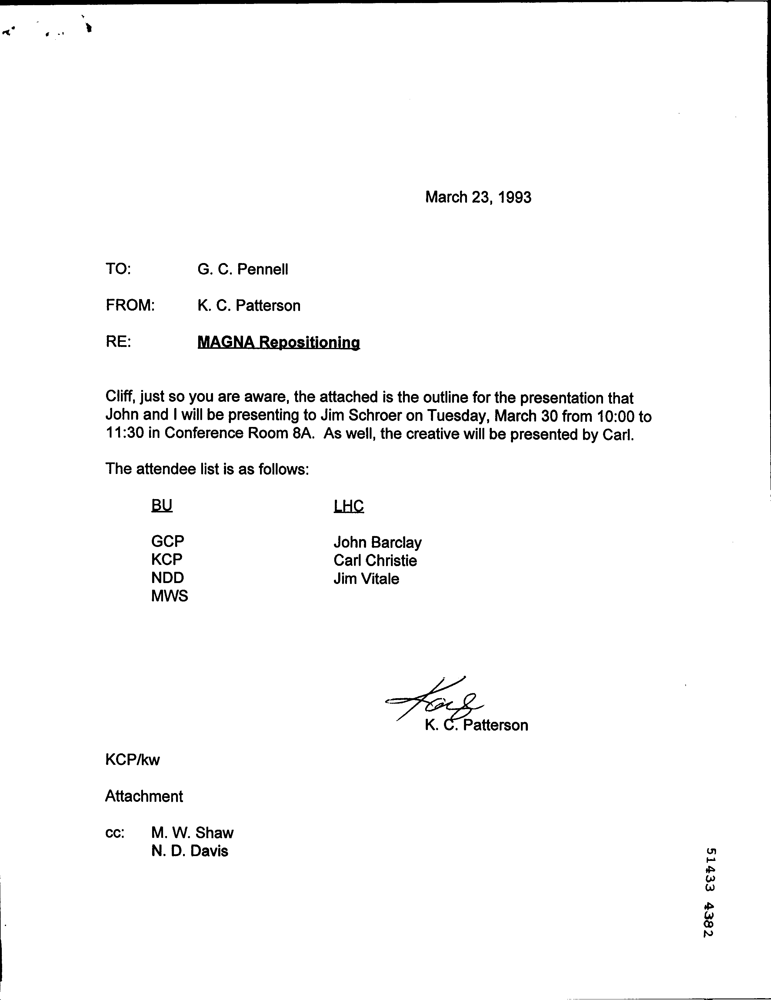 March 23, 1993
TO: G. C. Pennell
FROM: K. C. Patterson
RE: MAGNA Repositioning
Cliff, just so you are aware, the attached is the outline for the presentation that
John and I will be presenting to Jim Schroer on Tuesday, March 30 from 10:00 to
11:30 in Conference Room 8A. As well, the creative will be presented by Carl.
The attendee list is as follows:
BU LHC
GCP John Barclay
KCP Carl Christie
NDD Jim Vitale
MWS
K. C. Patterson
KCP/kw
Attachment
cc: M. W. Shaw
N. D. Davis
51433 4382